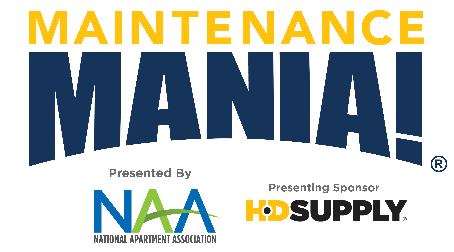 MAINTENANCE
MANIA!®
Presented By
NAA
NATIONAL APARTMENT ASSOCIATION
Presenting Sponsor
HDSUPPLY®